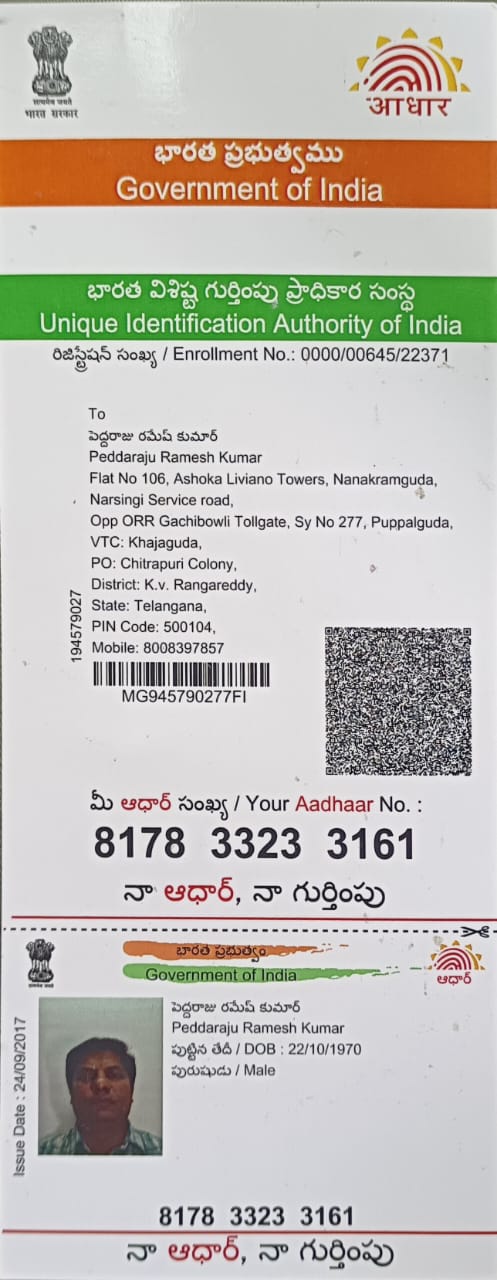 सत्यमेव जयते
भारत सरकार
आधार
భారత ప్రభుత్వము
Government of India
భారత విశిష్ట గుర్తింపు ప్రాధికార సంస్థ
Unique Identification Authority of India
రిజిస్ట్రేషన్ సంఖ్య / Enrollment No.: 0000/00645/22371
To
పెద్దరాజు రమేష్ కుమార్
Peddaraju Ramesh Kumar
Flat No 106, Ashoka Liviano Towers, Nanakramguda,
Narsingi Service road,
Opp ORR Gachibowli Tollgate, Sy No 277, Puppalguda,
VTC: Khajaguda,
PO: Chitrapuri Colony,
District: K.v. Rangareddy,
State: Telangana,
PIN Code: 500104,
Mobile: 8008397857
194579027
MG945790277FI
మీ ఆధార్ సంఖ్య / Your Aadhaar No. :
8178 3323 3161
నా ఆధార్, నా గుర్తింపు
భారత ప్రభుత్వం
Government of India
ఆధార్
పెద్దరాజు రమేష్ కుమార్
Peddaraju Ramesh Kumar
పుట్టిన తేదీ / DOB : 22/10/1970
పురుషుడు / Male
Issue Date : 24/09/2017
8178 3323 3161
నా ఆధార్, నా గుర్తింపు